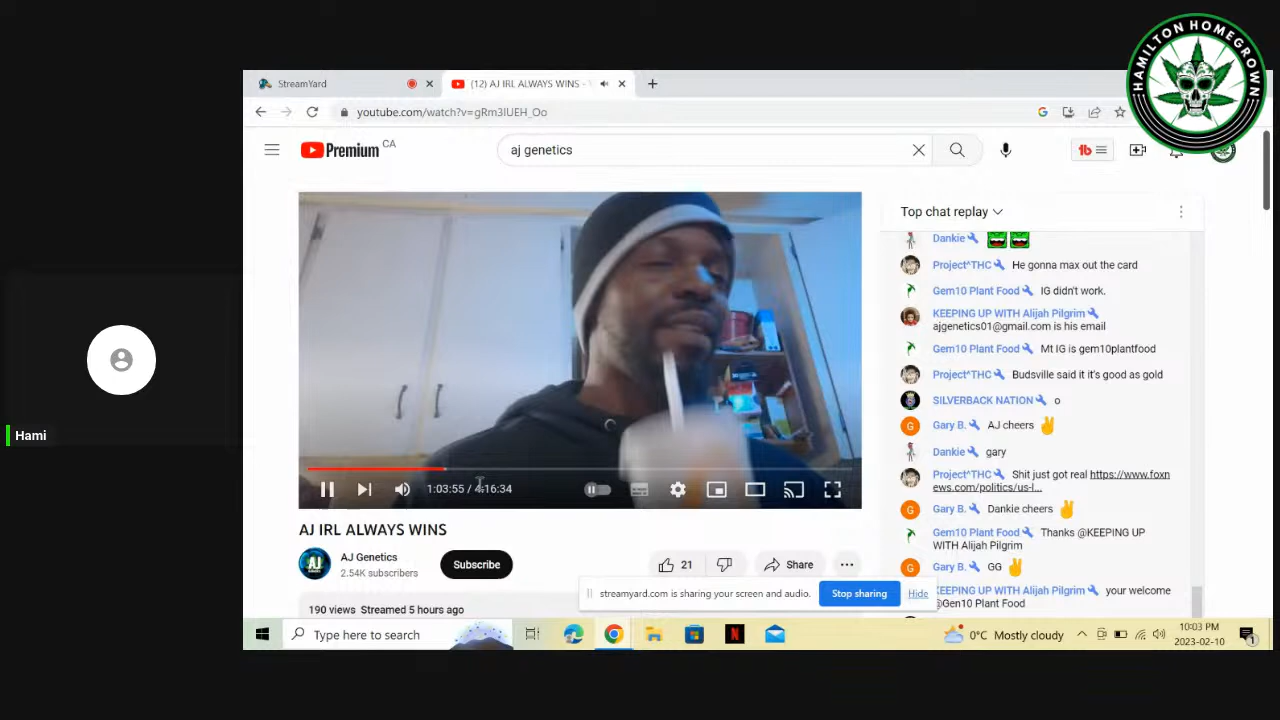 HAMILTON HOMEGROWN
StreamYard
(12) AJ IRL ALWAYS WINS -
youtube.com/watch?v=gRm3lUEH_Oo
Premium CA
aj genetics
Top chat replay
Dankie
Project^THC He gonna max out the card
Gem10 Plant Food IG didn't work.
KEEPING UP WITH Alijah Pilgrim
ajgenetics01@gmail.com is his email
Gem10 Plant Food Mt IG is gem10plantfood
Project^THC Budsville said it it's good as gold
SILVERBACK NATION o
Gary B. AJ cheers
Dankie gary
Project^THC Shit just got real https://www.foxn
ews.com/politics/us-l...
Gary B. Dankie cheers
Gem10 Plant Food Thanks @KEEPING UP
WITH Alijah Pilgrim
Gary B. GG
KEEPING UP WITH Alijah Pilgrim your welcome
@Gen10 Plant Food
1:03:55 / 4:16:34
AJ IRL ALWAYS WINS
AJ
AJ Genetics
2.54K subscribers
Subscribe
21
Share
streamyard.com is sharing your screen and audio.
Stop sharing
Hide
190 views Streamed 5 hours ago
Hami
Type here to search
0°C Mostly cloudy
10:03 PM
2023-02-10
1